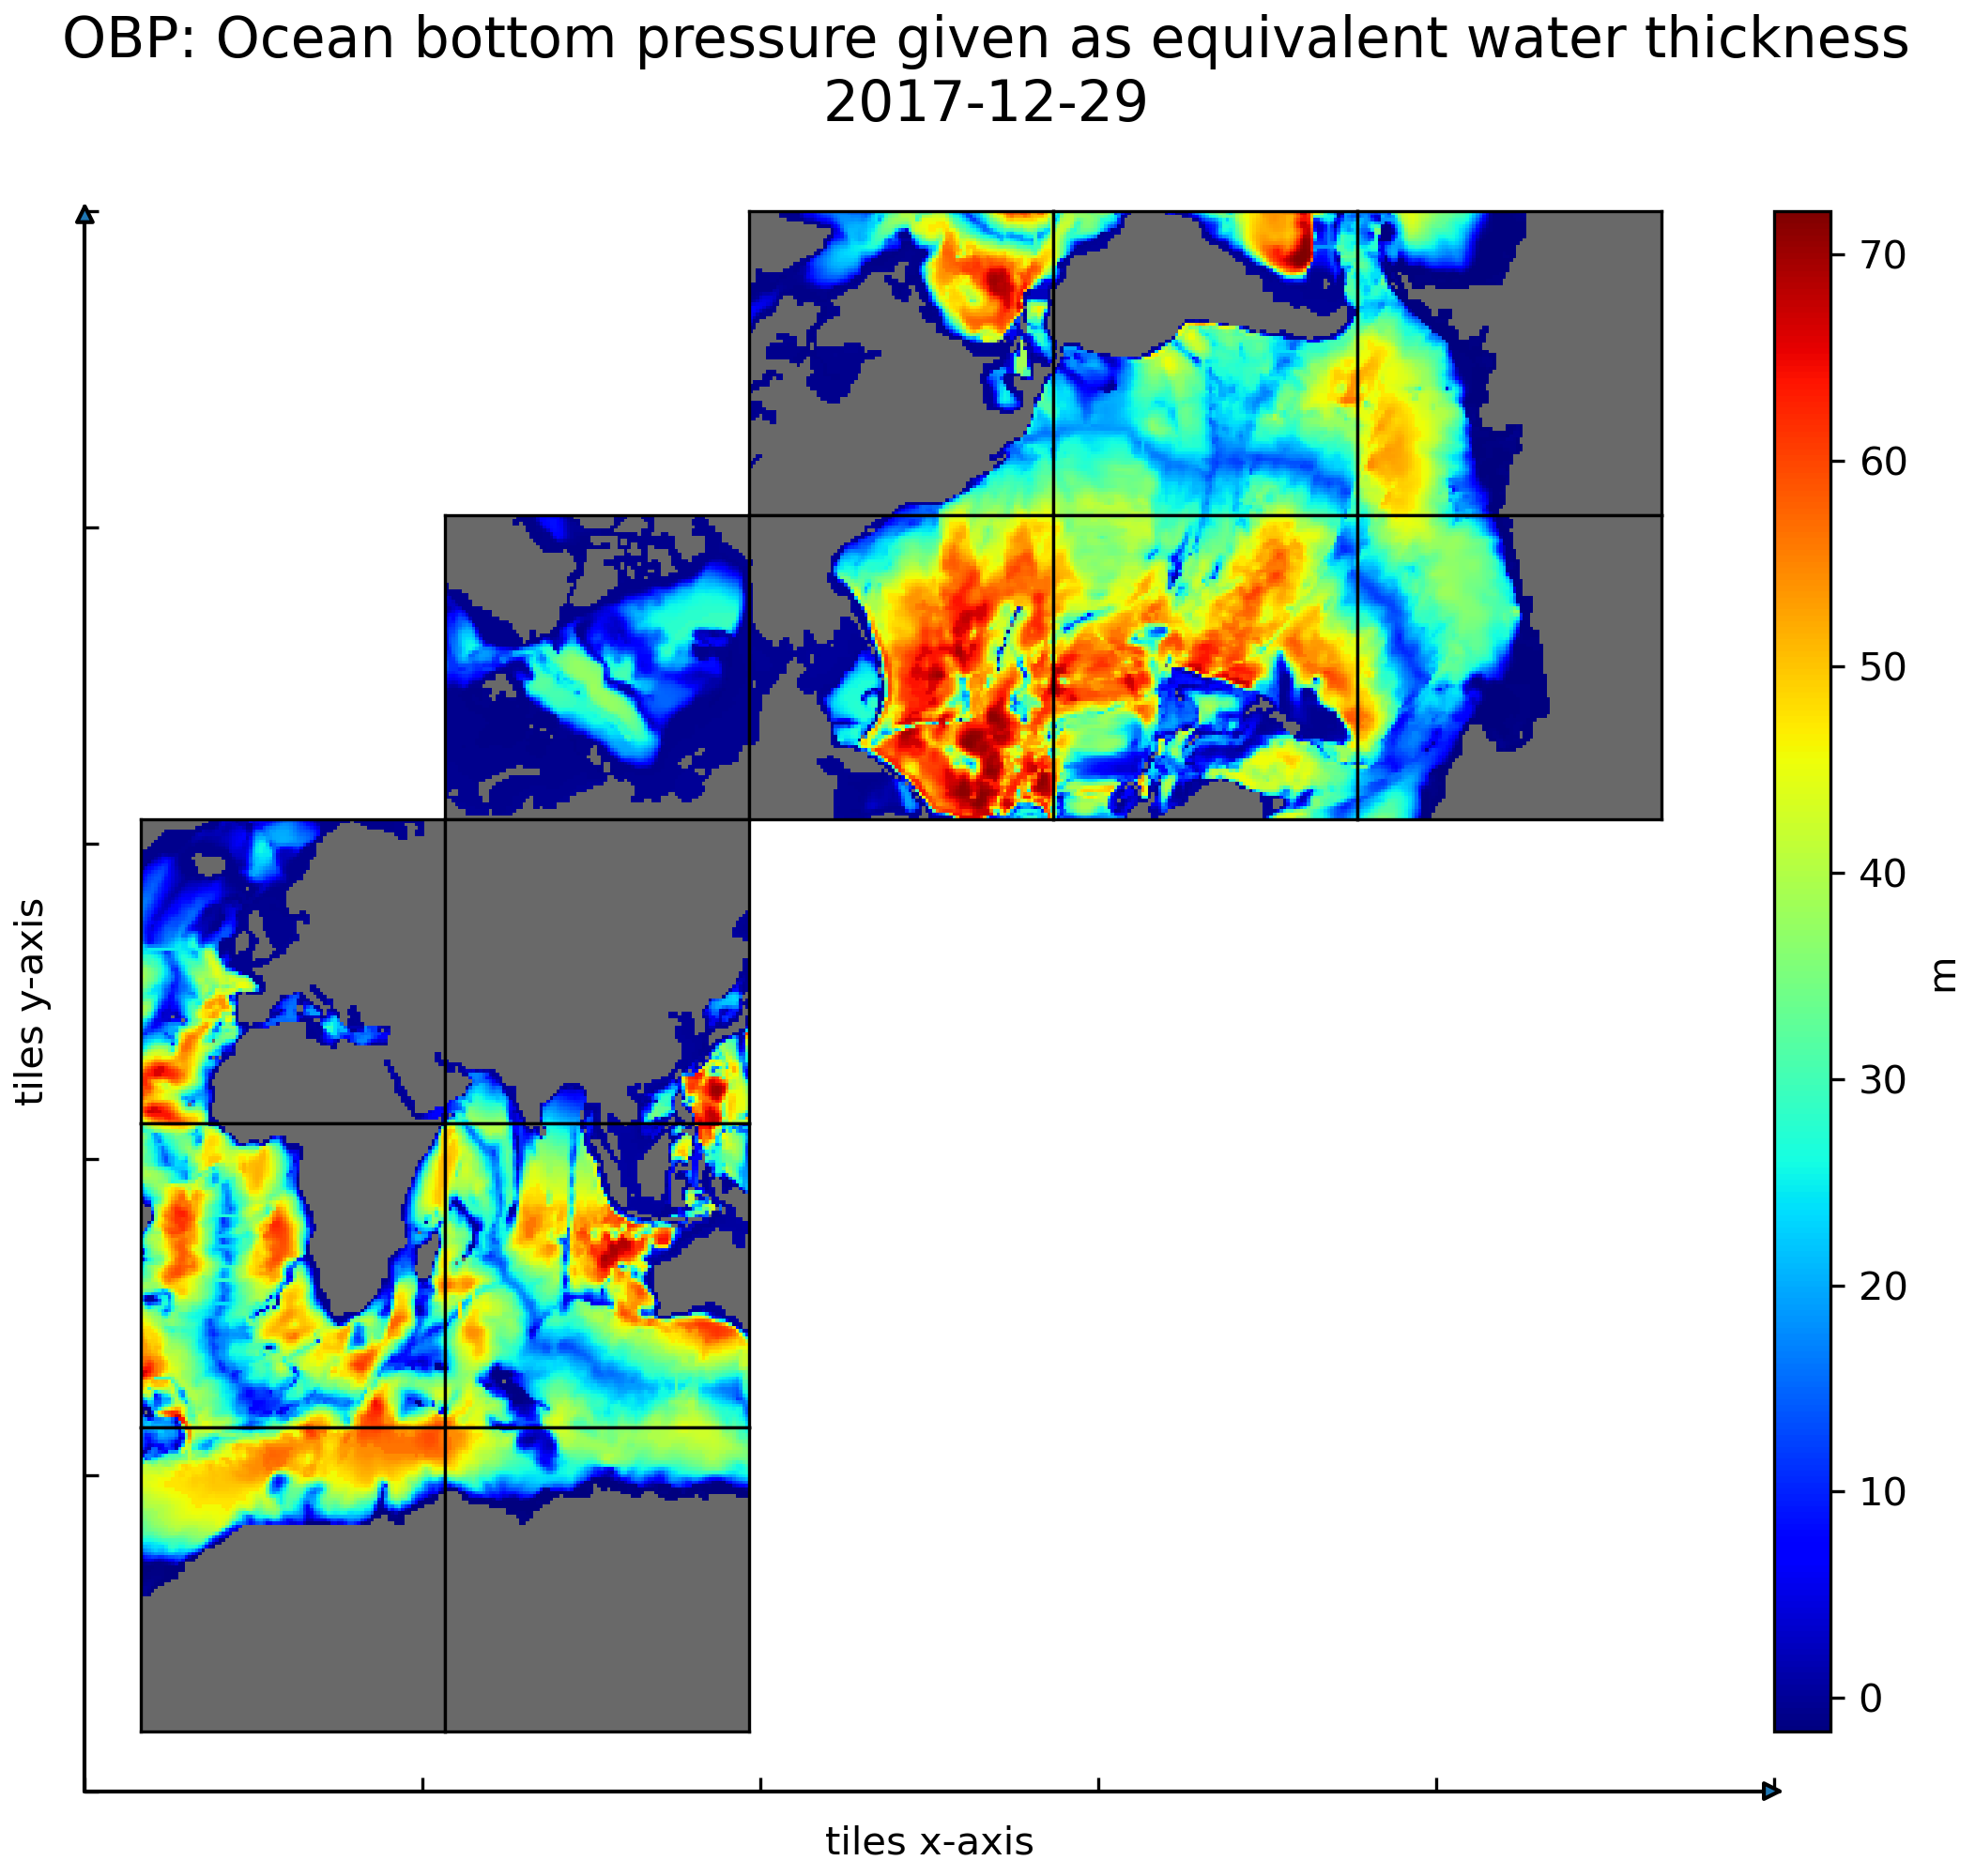 OBP: Ocean bottom pressure given as equivalent water thickness
2017-12-29
70
60
50
40
30
20
10
0
m
tiles y-axis
tiles x-axis